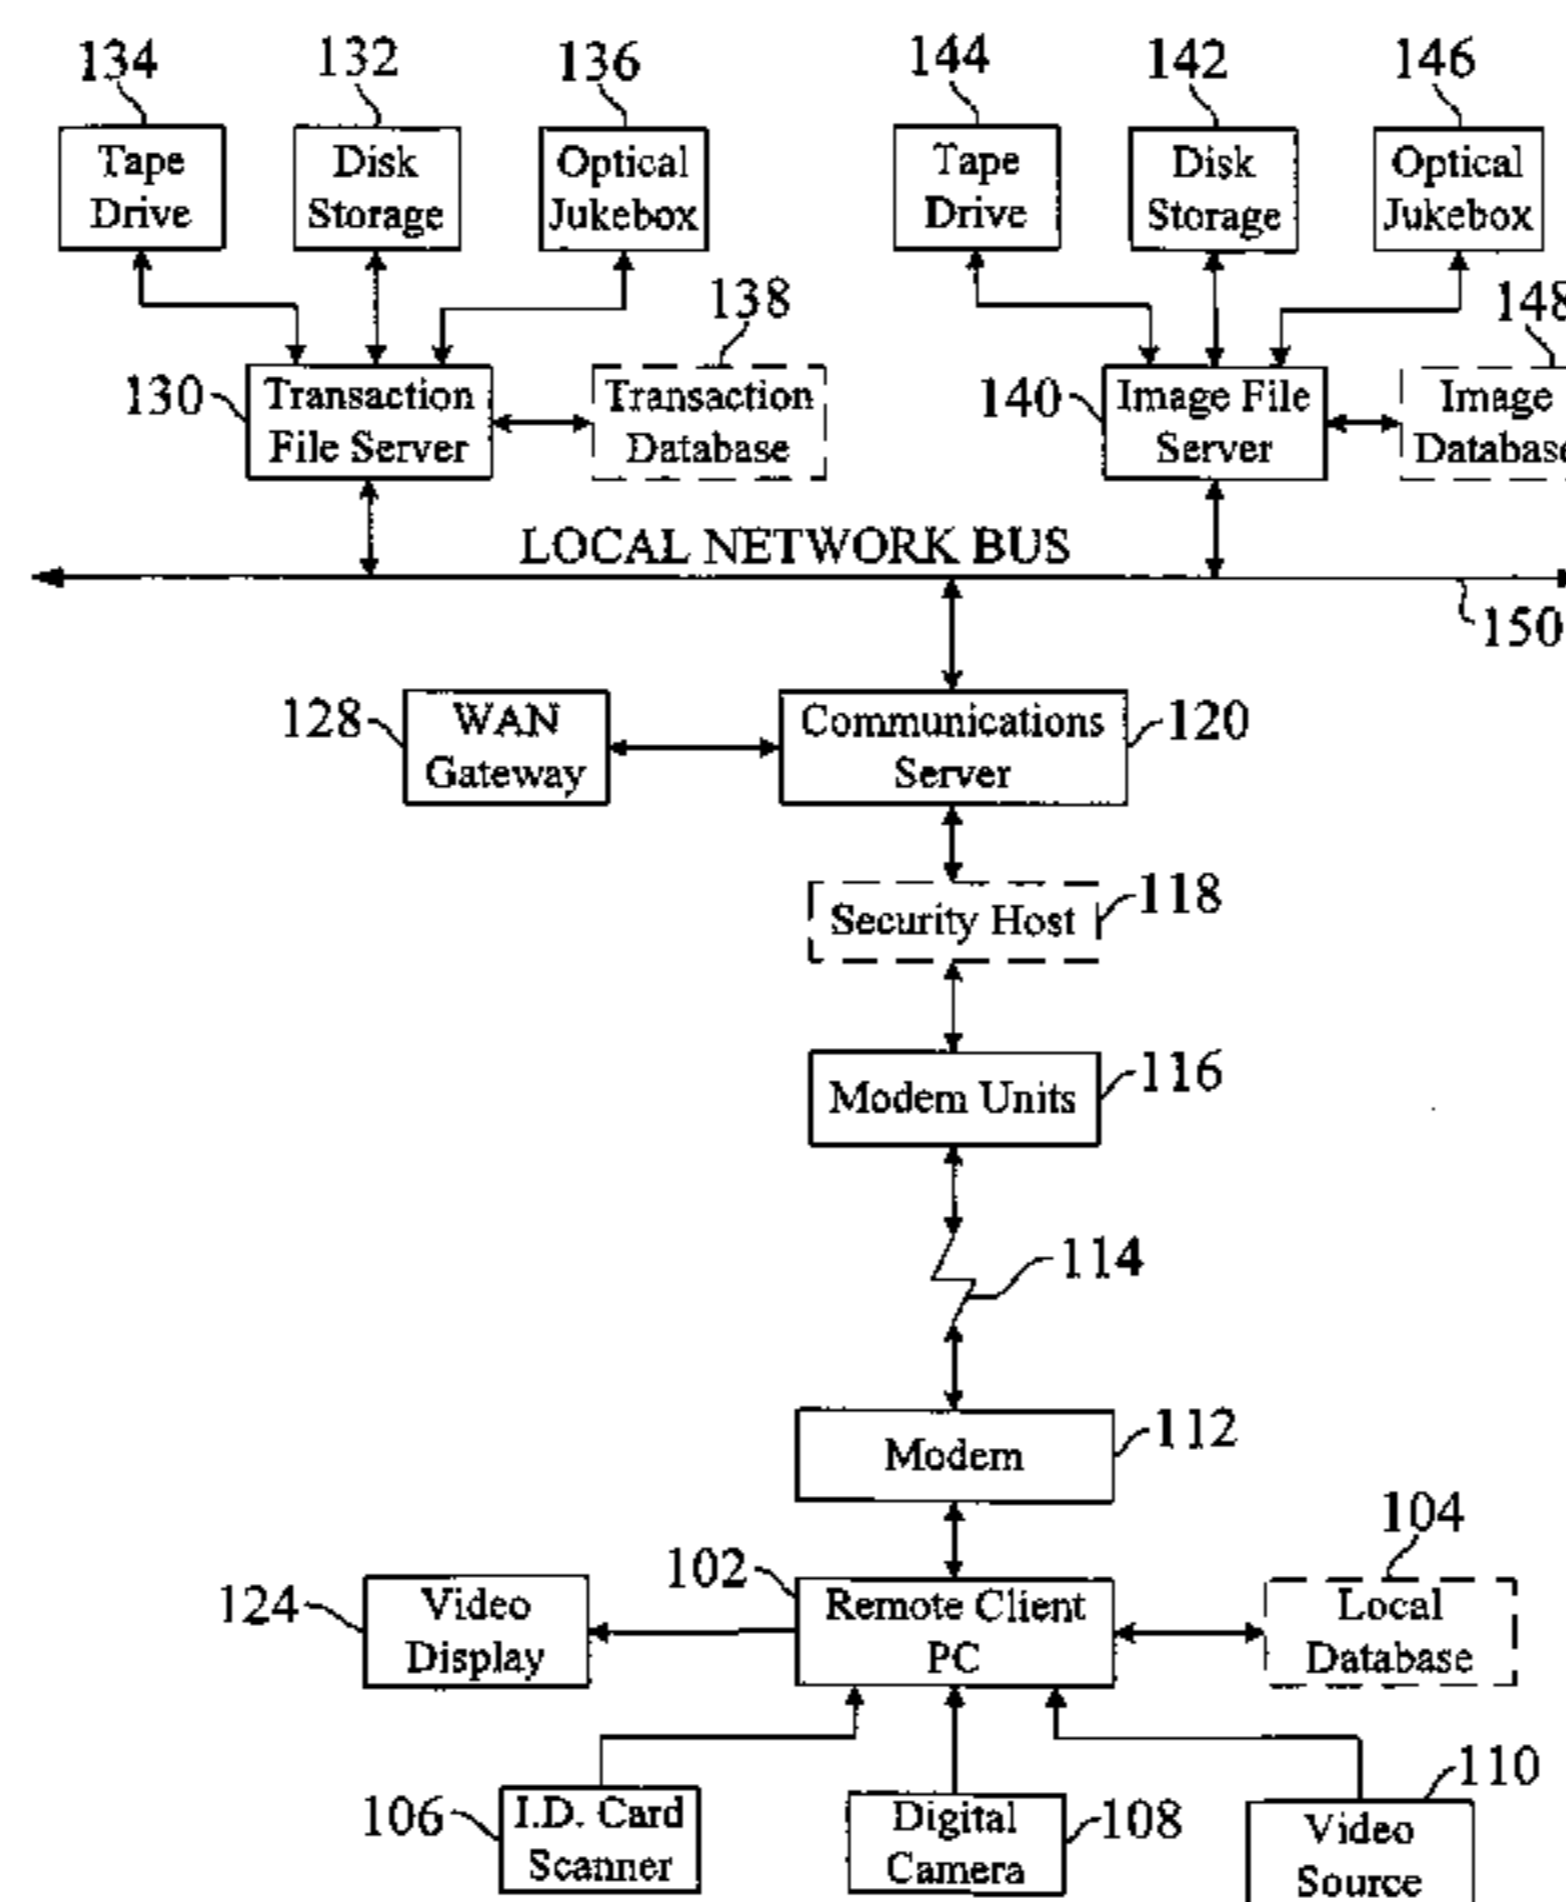 134 132 136 144 142 146
Tape Disk Optical Tape Disk Optical
Drive Storage Jukebox Drive Storage Jukebox
138 148
130 Transaction Transaction 140 Image File Image
File Server Database Server Database
LOCAL NETWORK BUS
150
128 WAN Communications 120
Gateway Server
Security Host 118
Modem Units 116
114
Modem 112
104
102
124 Video Remote Client Local
Display PC Database
110
106 I.D. Card Digital 108 Video
Scanner Camera Source